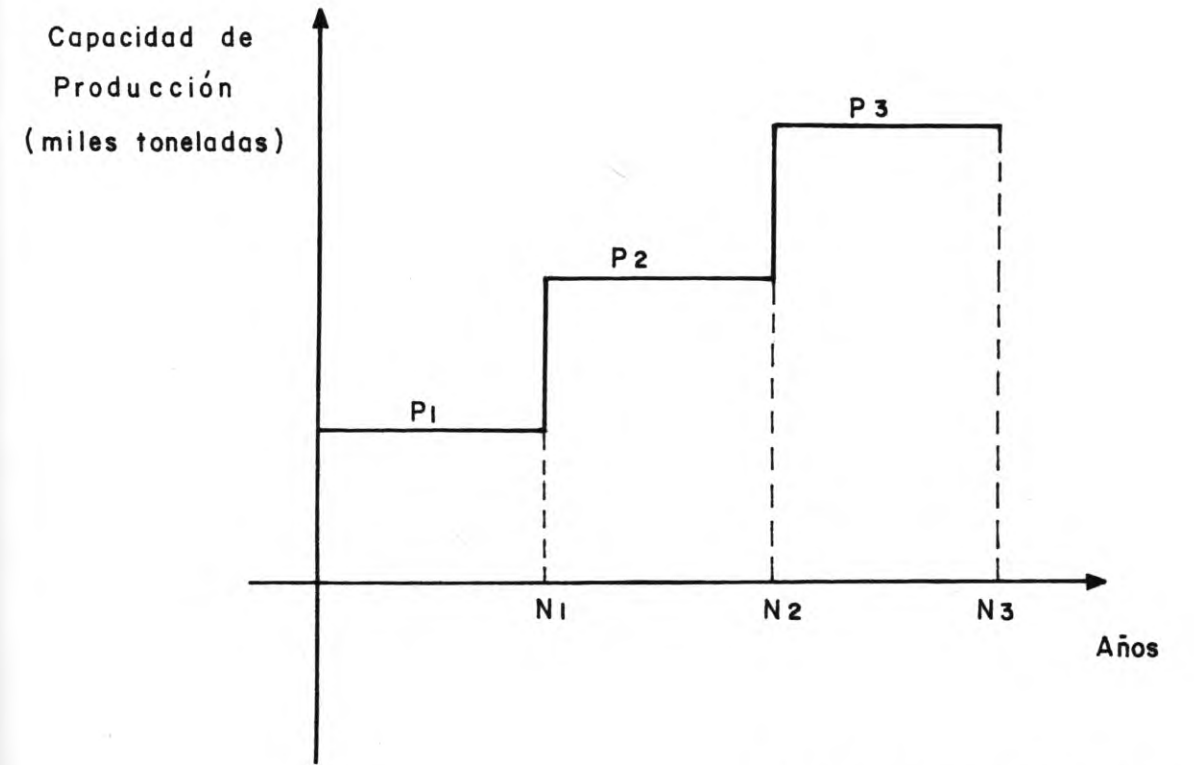 Capacidad de
Producción
(miles toneladas)
P3
P2
P1
N1 N2 N3
Años